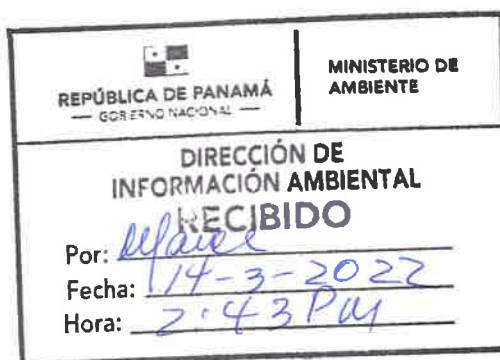 REPÚBLICA DE PANAMÁ
— GOBIERNO NACIONAL —
MINISTERIO DE
AMBIENTE
DIRECCIÓN DE
INFORMACIÓN AMBIENTAL
RECIBIDO
Por:
Fecha: 14-3-2022
Hora: 2:43 PM